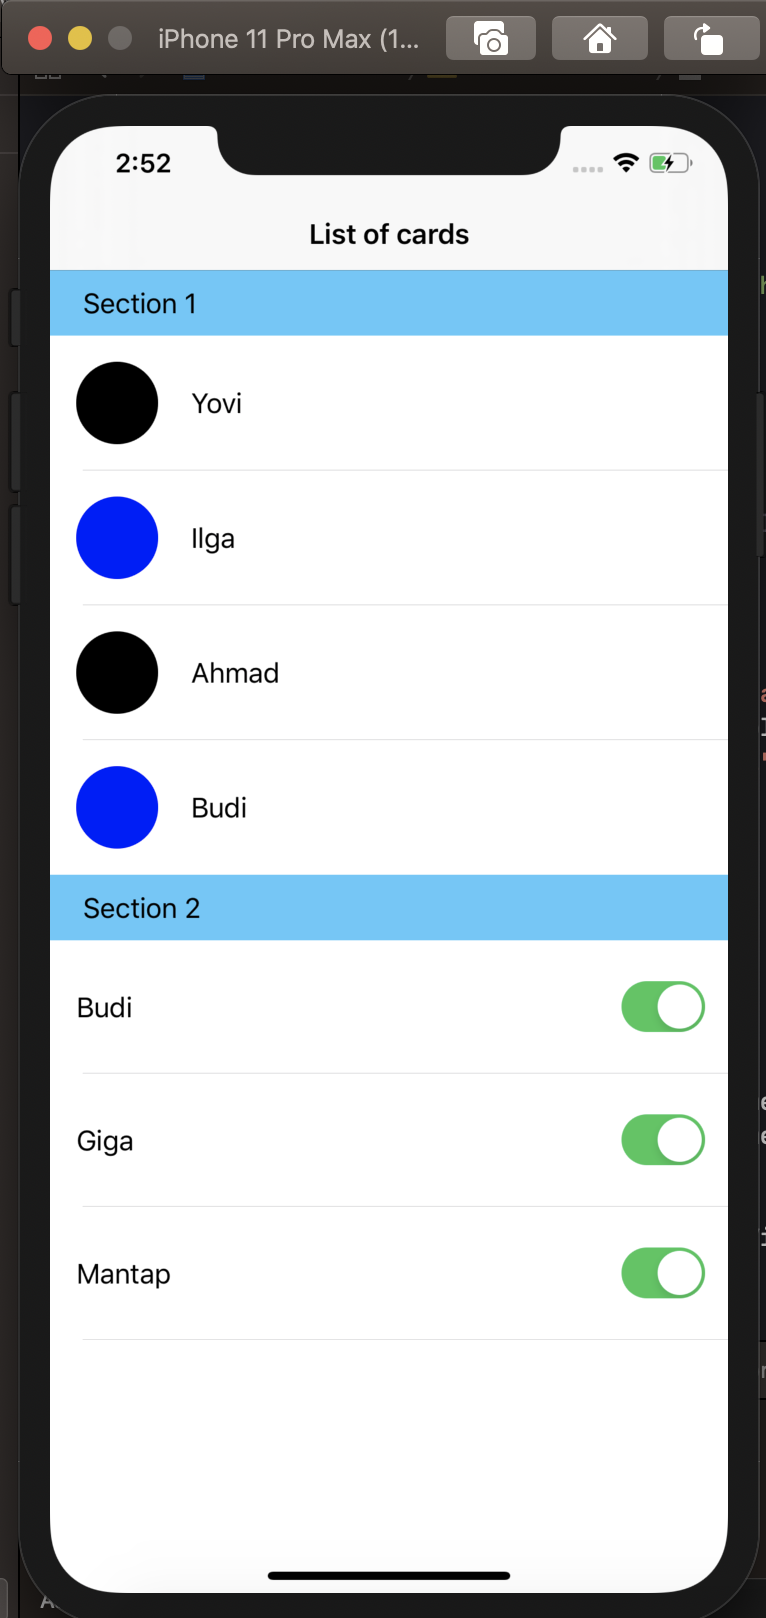 iPhone 11 Pro Max (1...
2:52
List of cards
Section 1
Yovi
Ilga
Ahmad
Budi
Section 2
Budi
Giga
Mantap